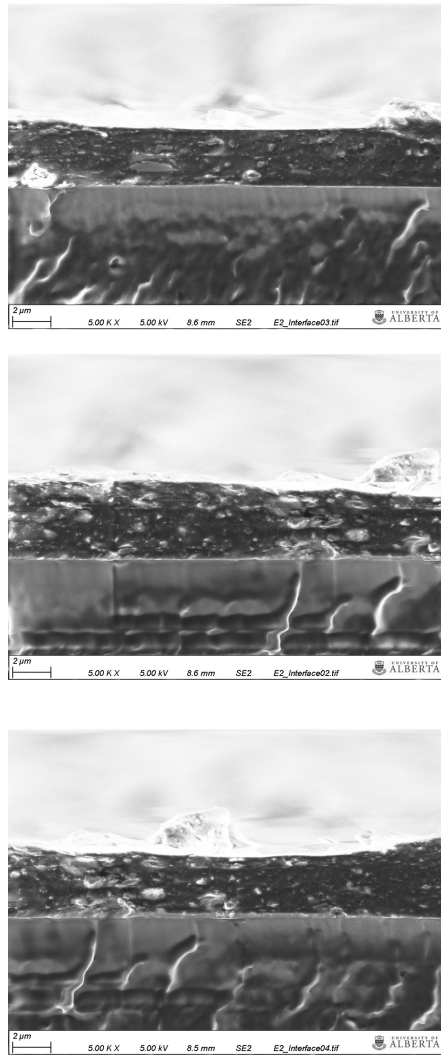 2 µm
5.00 K X 5.00 kV 8.6 mm SE2 E2_Interface03.tif
UNIVERSITY OF
ALBERTA
2 µm
5.00 K X 5.00 kV 8.6 mm SE2 E2_Interface02.tif
UNIVERSITY OF
ALBERTA
2 µm
5.00 K X 5.00 kV 8.5 mm SE2 E2_Interface04.tif
UNIVERSITY OF
ALBERTA